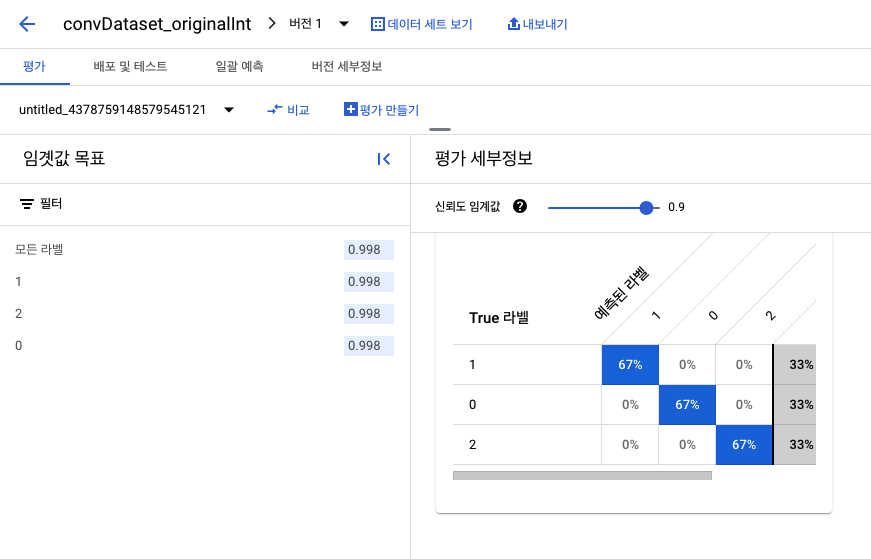 convDataset_originalInt
버전 1
데이터 세트 보기
내보내기
평가
배포 및 테스트
일괄 예측
버전 세부정보
untitled_4378759148579545121
비교
평가 만들기
임곗값 목표
평가 세부정보
필터
신뢰도 임계값
0.9
모든 라벨 0.998
1 0.998
2 0.998
0 0.998
True 라벨
예측된 라벨
1
0
2
1 67% 0% 0% 33%
0 0% 67% 0% 33%
2 0% 0% 67% 33%